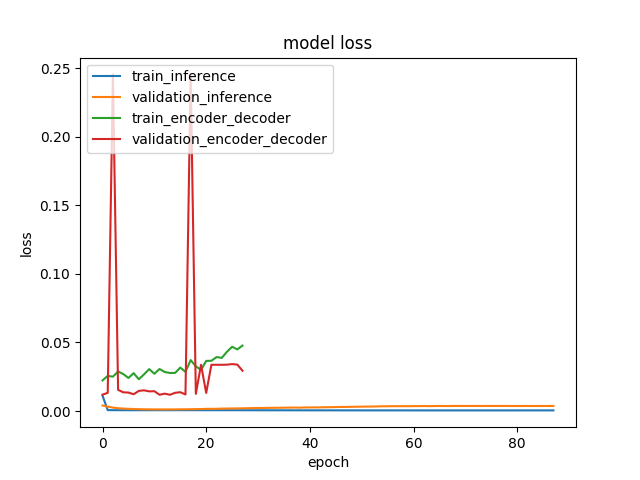 model loss
train_inference
validation_inference
train_encoder_decoder
validation_encoder_decoder
0.25
0.20
0.15
0.10
0.05
0.00
loss
0
20
40
60
80
epoch